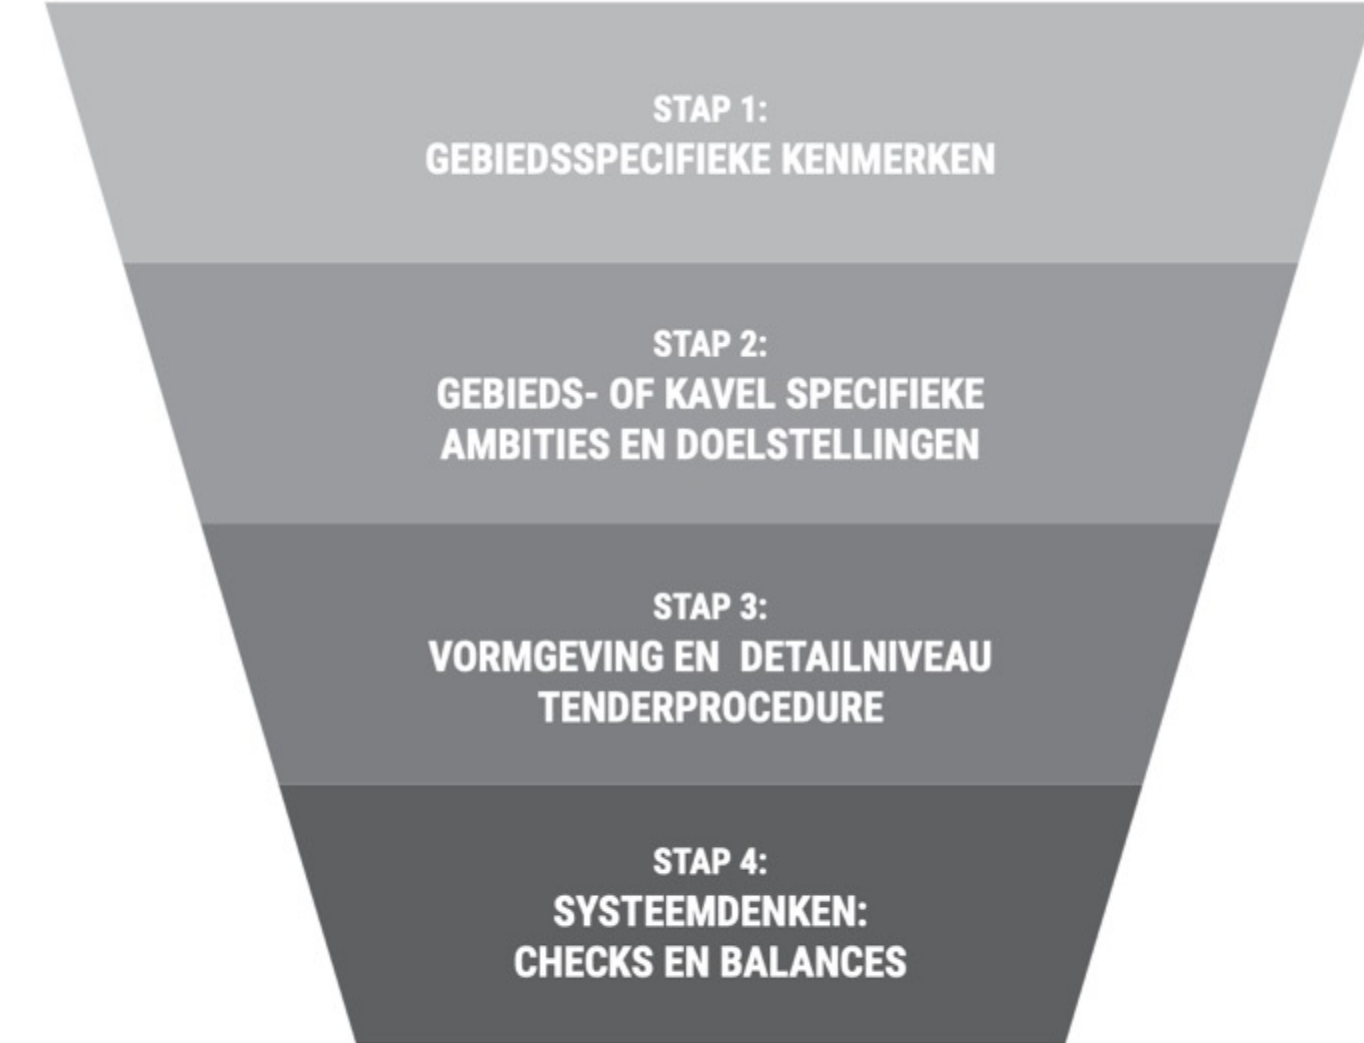 STAP 1:
GEBIEDSSPECIFIEKE KENMERKEN
STAP 2:
GEBIEDS- OF KAVEL SPECIFIEKE
AMBITIES EN DOELSTELLINGEN
STAP 3:
VORMGEVING EN  DETAILNIVEAU
TENDERPROCEDURE
STAP 4:
SYSTEEMDENKEN:
CHECKS EN BALANCES